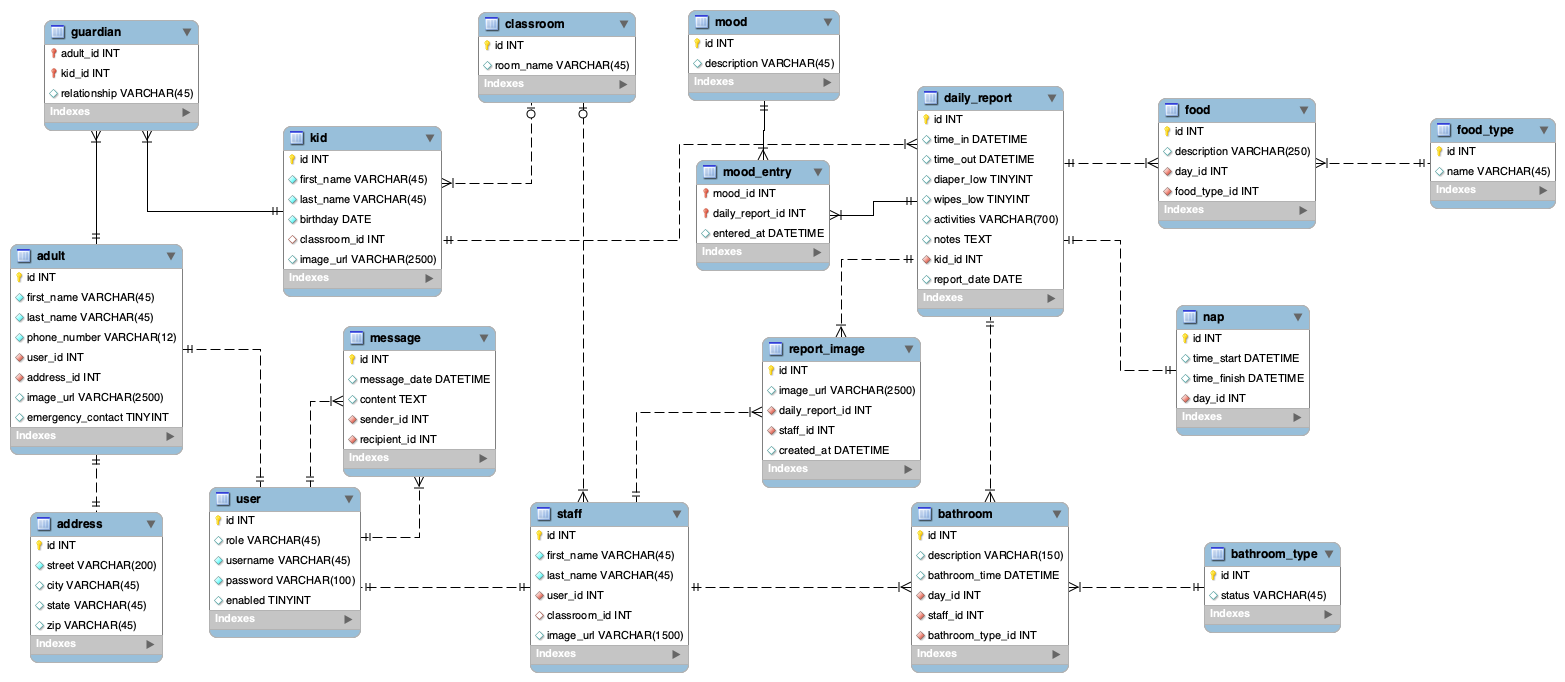 guardian
adult_id INT
kid_id INT
relationship VARCHAR(45)
Indexes
classroom
id INT
room_name VARCHAR(45)
Indexes
mood
id INT
description VARCHAR(45)
Indexes
kid
id INT
first_name VARCHAR(45)
last_name VARCHAR(45)
birthday DATE
classroom_id INT
image_url VARCHAR(2500)
Indexes
mood_entry
mood_id INT
daily_report_id INT
entered_at DATETIME
Indexes
daily_report
id INT
time_in DATETIME
time_out DATETIME
diaper_low TINYINT
wipes_low TINYINT
activities VARCHAR(700)
notes TEXT
kid_id INT
report_date DATE
Indexes
food
id INT
description VARCHAR(250)
day_id INT
food_type_id INT
Indexes
food_type
id INT
name VARCHAR(45)
Indexes
adult
id INT
first_name VARCHAR(45)
last_name VARCHAR(45)
phone_number VARCHAR(12)
user_id INT
address_id INT
image_url VARCHAR(2500)
emergency_contact TINYINT
Indexes
message
id INT
message_date DATETIME
content TEXT
sender_id INT
recipient_id INT
Indexes
report_image
id INT
image_url VARCHAR(2500)
daily_report_id INT
staff_id INT
created_at DATETIME
Indexes
nap
id INT
time_start DATETIME
time_finish DATETIME
day_id INT
Indexes
address
id INT
street VARCHAR(200)
city VARCHAR(45)
state VARCHAR(45)
zip VARCHAR(45)
Indexes
user
id INT
role VARCHAR(45)
username VARCHAR(45)
password VARCHAR(100)
enabled TINYINT
Indexes
staff
id INT
first_name VARCHAR(45)
last_name VARCHAR(45)
user_id INT
classroom_id INT
image_url VARCHAR(1500)
Indexes
bathroom
id INT
description VARCHAR(150)
bathroom_time DATETIME
day_id INT
staff_id INT
bathroom_type_id INT
Indexes
bathroom_type
id INT
status VARCHAR(45)
Indexes